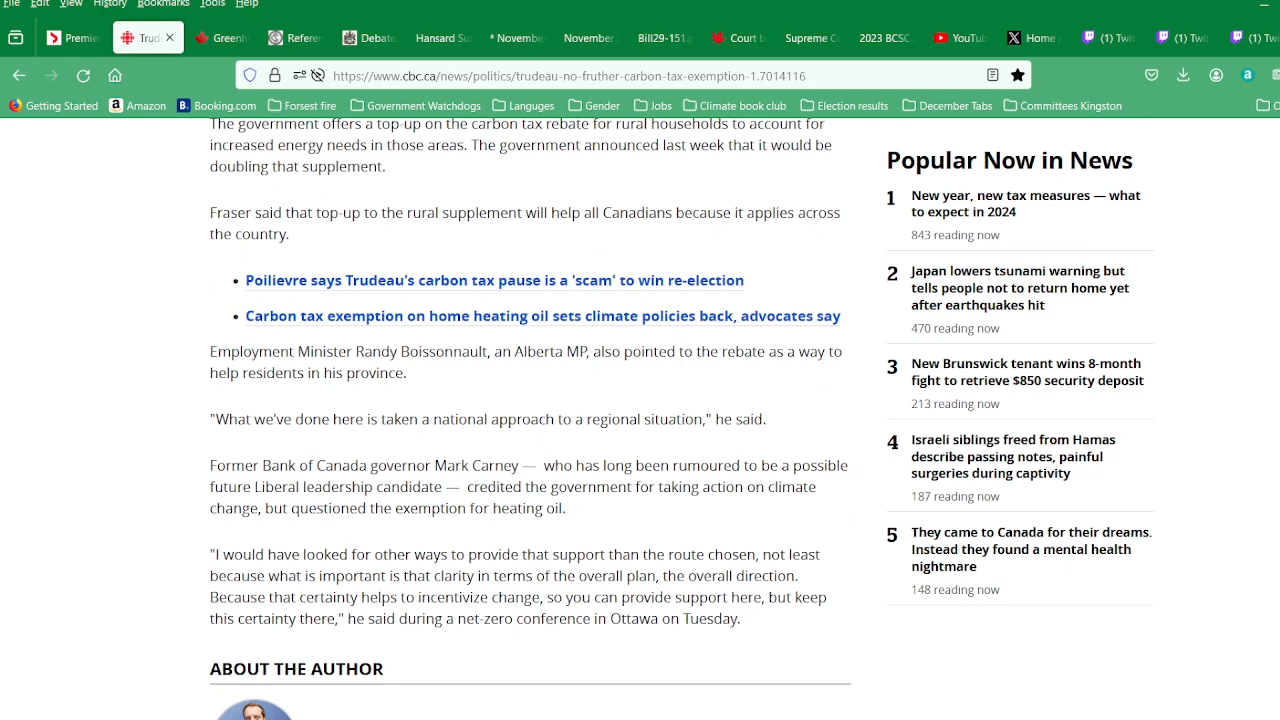 File Edit View History Bookmarks Tools Help
Premie Trud Greenh Referen Debate Hansard Su * Novembe November Bill29-151.p Court b Supreme Co 2023 BCSC YouTub Home / (1) Twit (1) Twit (1) Tw
https://www.cbc.ca/news/politics/trudeau-no-fruther-carbon-tax-exemption-1.7014116
Getting Started Amazon Booking.com Forsest fire Government Watchdogs Languges Gender Jobs Climate book club Election results December Tabs Committees Kingston
The government offers a top-up on the carbon tax rebate for rural households to account for
increased energy needs in those areas. The government announced last week that it would be
doubling that supplement.
Fraser said that top-up to the rural supplement will help all Canadians because it applies across
the country.
• Poilievre says Trudeau's carbon tax pause is a 'scam' to win re-election
• Carbon tax exemption on home heating oil sets climate policies back, advocates say
Employment Minister Randy Boissonnault, an Alberta MP, also pointed to the rebate as a way to
help residents in his province.
"What we've done here is taken a national approach to a regional situation," he said.
Former Bank of Canada governor Mark Carney — who has long been rumoured to be a possible
future Liberal leadership candidate — credited the government for taking action on climate
change, but questioned the exemption for heating oil.
"I would have looked for other ways to provide that support than the route chosen, not least
because what is important is that clarity in terms of the overall plan, the overall direction.
Because that certainty helps to incentivize change, so you can provide support here, but keep
this certainty there," he said during a net-zero conference in Ottawa on Tuesday.
ABOUT THE AUTHOR
Popular Now in News
1 New year, new tax measures — what
to expect in 2024
843 reading now
2 Japan lowers tsunami warning but
tells people not to return home yet
after earthquakes hit
470 reading now
3 New Brunswick tenant wins 8-month
fight to retrieve $850 security deposit
213 reading now
4 Israeli siblings freed from Hamas
describe passing notes, painful
surgeries during captivity
187 reading now
5 They came to Canada for their dreams.
Instead they found a mental health
nightmare
148 reading now